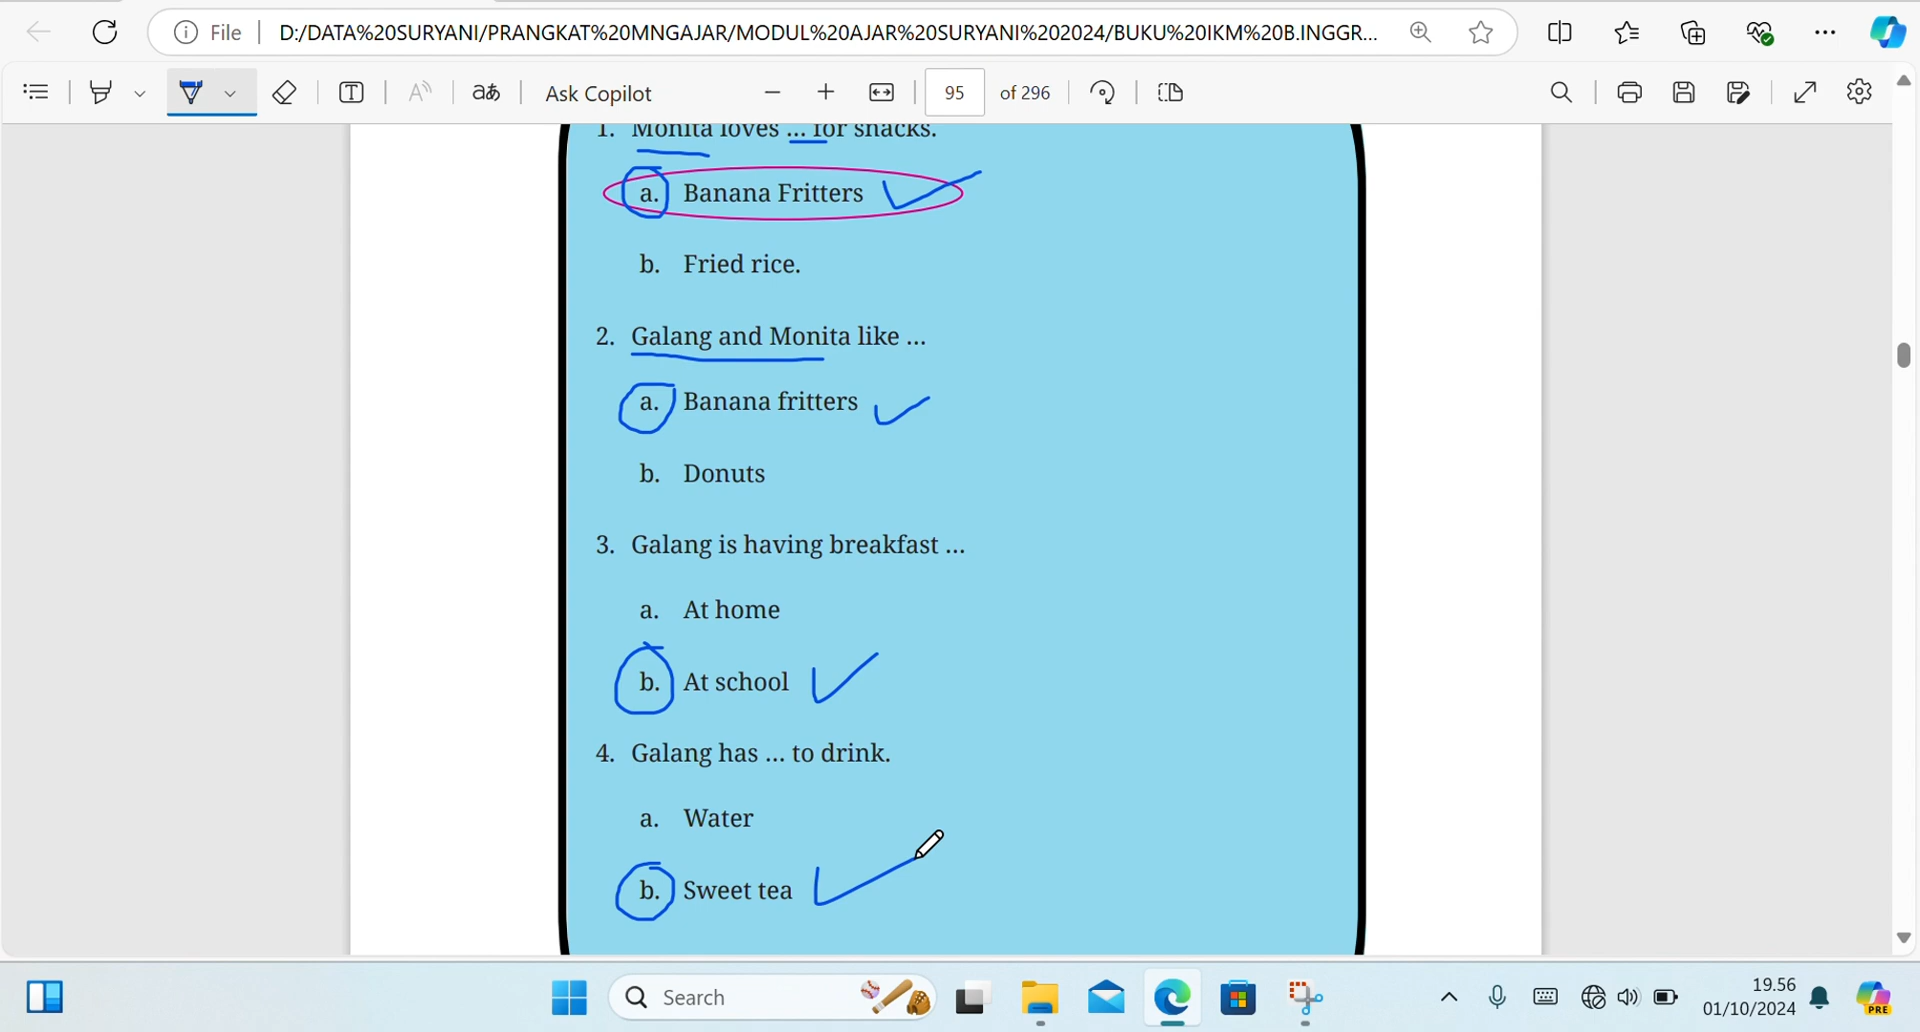 File
D:/DATA%20SURYANI/PRANGKAT%20MNGAJAR/MODUL%20AJAR%20SURYANI%202024/BUKU%20IKM%20B.INGGR...
aあ
Ask Copilot
95 of 296
1. Monita loves ... for snacks.
a. Banana Fritters
b. Fried rice.
2. Galang and Monita like ...
a. Banana fritters
b. Donuts
3. Galang is having breakfast ...
a. At home
b. At school
4. Galang has ... to drink.
a. Water
b. Sweet tea
Search
19.56
01/10/2024
PRE